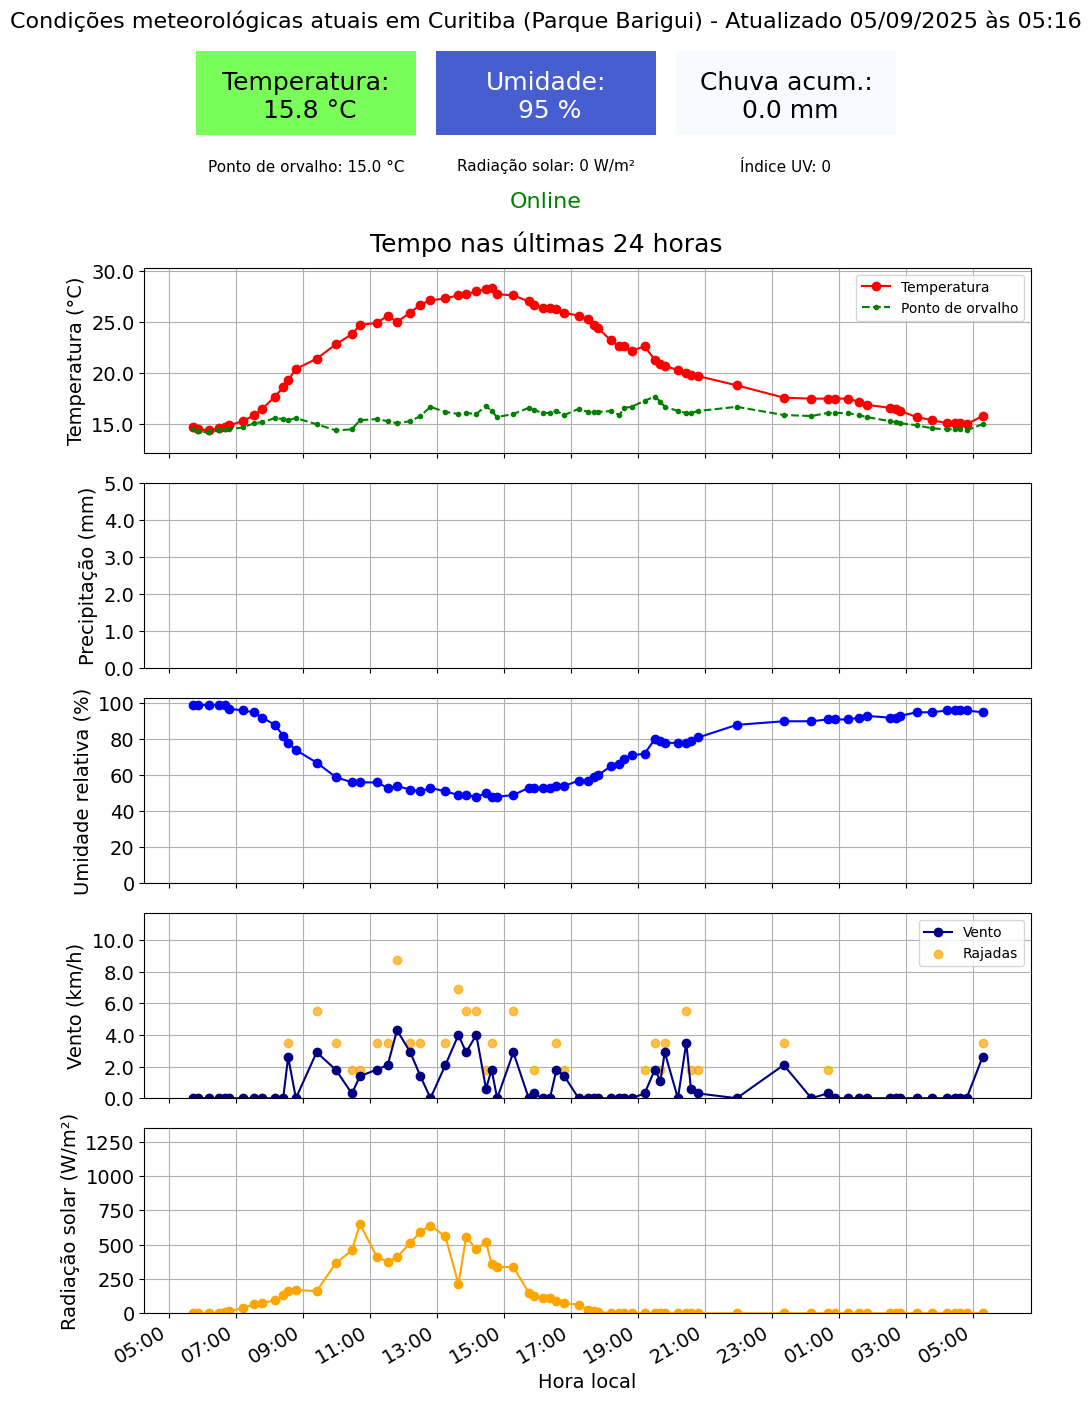 Condições meteorológicas atuais em Curitiba (Parque Barigui) - Atualizado 05/09/2025 às 05:16
Temperatura:
15.8 °C
Umidade:
95 %
Chuva acum.:
0.0 mm
Ponto de orvalho: 15.0 °C
Radiação solar: 0 W/m²
Índice UV: 0
Online
Tempo nas últimas 24 horas
Temperatura (°C)
30.0
25.0
20.0
15.0
Temperatura
Ponto de orvalho
Precipitação (mm)
5.0
4.0
3.0
2.0
1.0
0.0
Umidade relativa (%)
100
80
60
40
20
0
Vento (km/h)
10.0
8.0
6.0
4.0
2.0
0.0
Vento
Rajadas
Radiação solar (W/m²)
1250
1000
750
500
250
0
05:00 07:00 09:00 11:00 13:00 15:00 17:00 19:00 21:00 23:00 01:00 03:00 05:00
Hora local